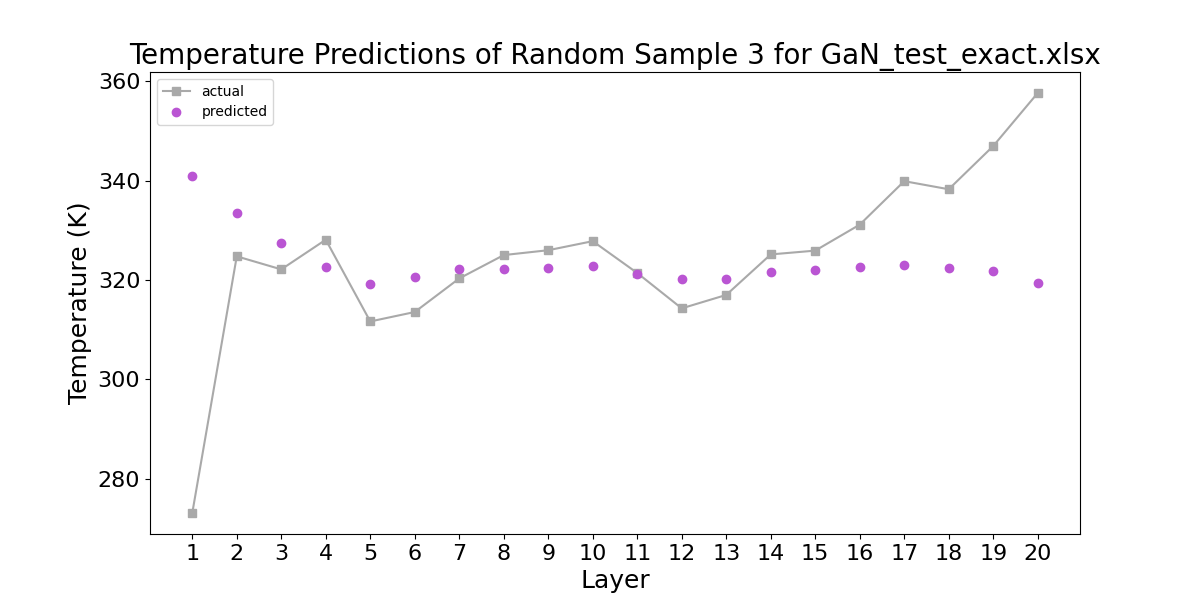 Temperature Predictions of Random Sample 3 for GaN_test_exact.xlsx
actual
predicted
Temperature (K)
360
340
320
300
280
1 2 3 4 5 6 7 8 9 10 11 12 13 14 15 16 17 18 19 20
Layer